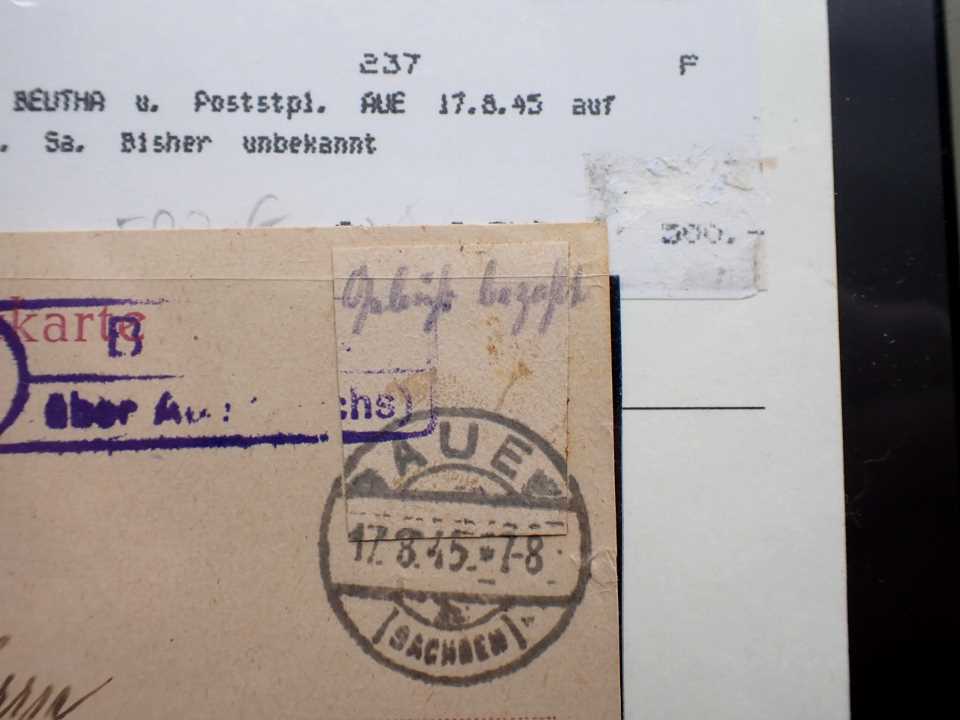 237 F
BEUTHA u. Poststpl. AUE 17.8.45 auf
. Sa. Bisher unbekannt
500.-
Gebühr bezahlt
karte
B
über Au chs)
AUE
17.8.45.*7-8
(SACHSEN)